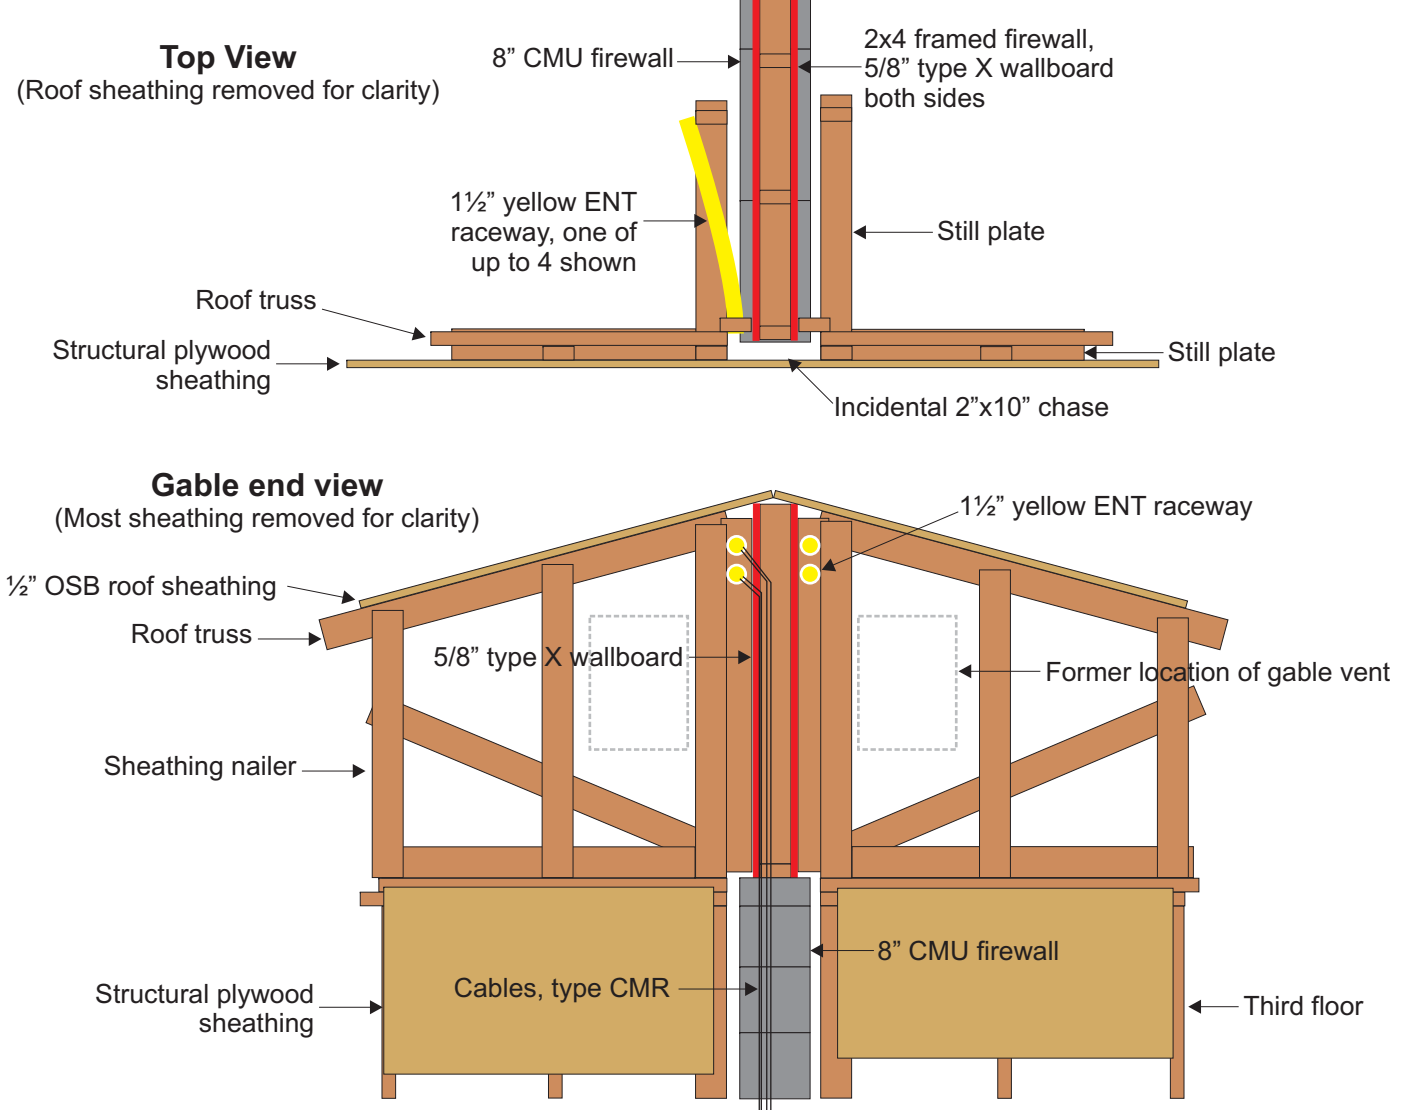 Top View
(Roof sheathing removed for clarity)
8” CMU firewall
2x4 framed firewall,
5/8” type X wallboard
both sides
1½” yellow ENT
raceway, one of
up to 4 shown
Still plate
Roof truss
Structural plywood
sheathing
Still plate
Incidental 2”x10” chase
Gable end view
(Most sheathing removed for clarity)
1½” yellow ENT raceway
½” OSB roof sheathing
Roof truss
5/8” type X wallboard
Former location of gable vent
Sheathing nailer
8” CMU firewall
Cables, type CMR
Structural plywood
sheathing
Third floor